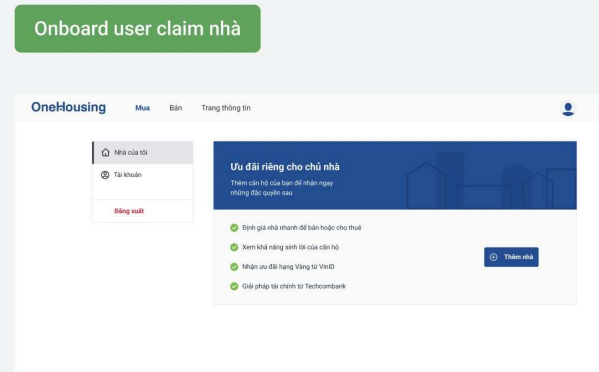 Onboard user claim nhà
OneHousing Mua Bán Trang thông tin
Nhà của tôi
Tài khoản
Đăng xuất
Ưu đãi riêng cho chủ nhà
Thêm căn hộ của bạn để nhận ngay
những đặc quyền sau
Định giá nhà nhanh để bán hoặc cho thuê
Xem khả năng sinh lời của căn hộ
Nhận ưu đãi hạng Vàng từ VinID
Giải pháp tài chính từ Techcombank
Thêm nhà